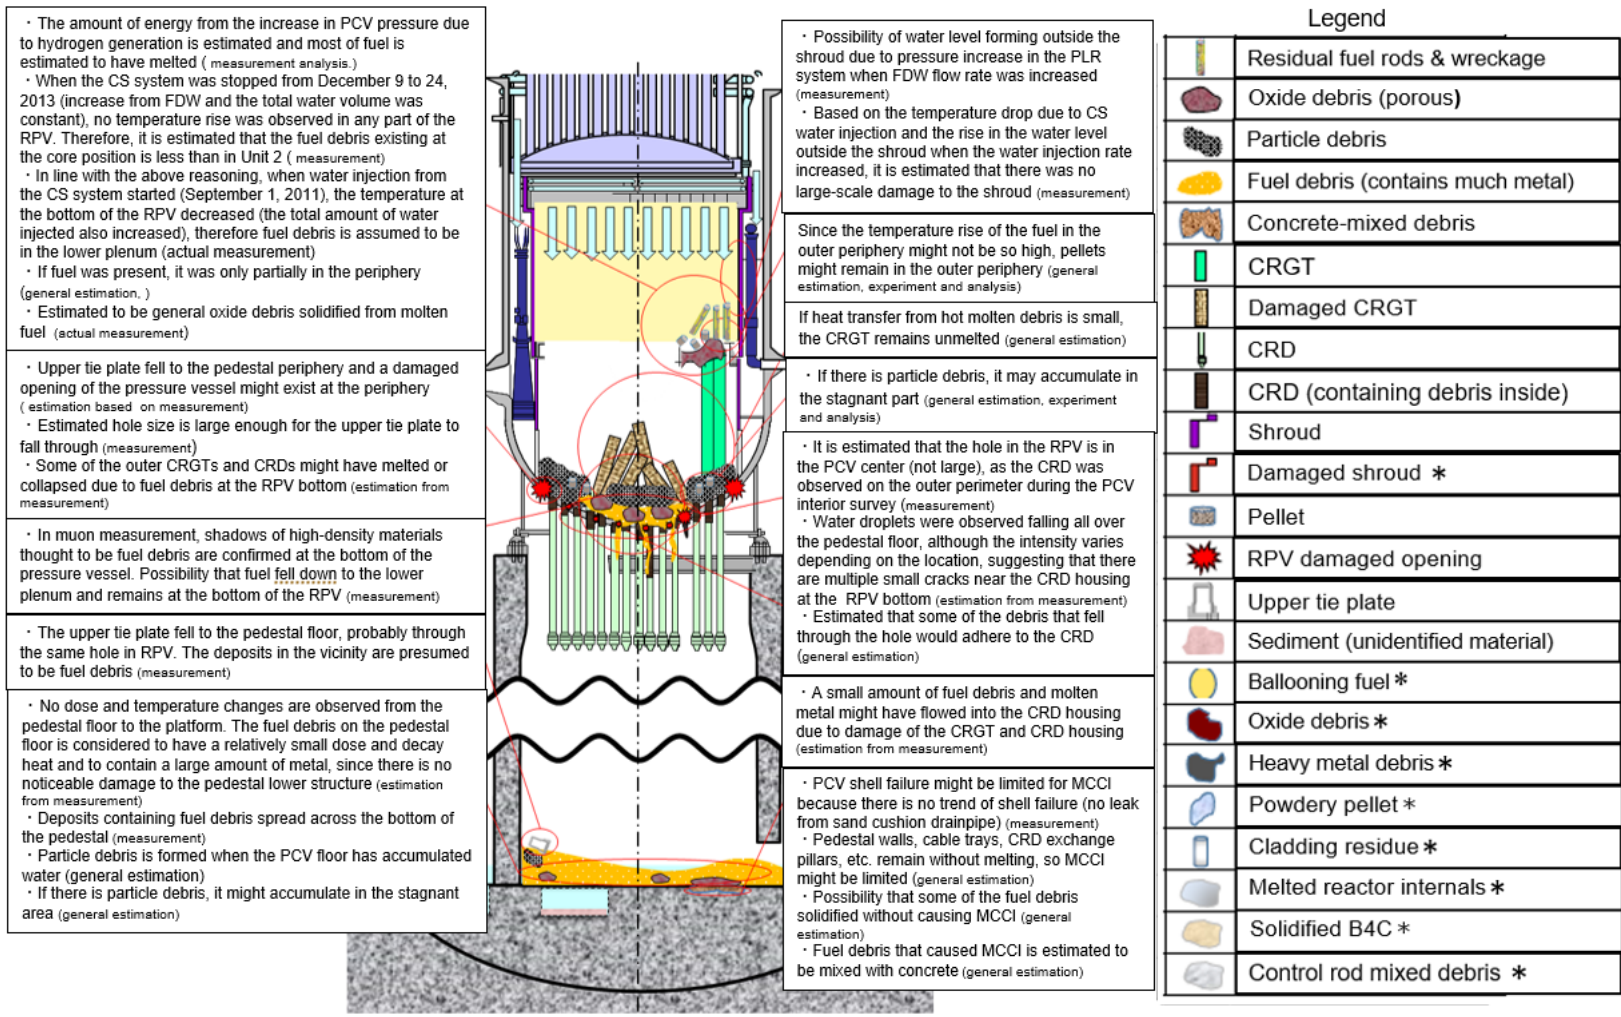 ・The amount of energy from the increase in PCV pressure due
to hydrogen generation is estimated and most of fuel is
estimated to have melted ( measurement analysis.)
・When the CS system was stopped from December 9 to 24,
2013 (increase from FDW and the total water volume was
constant), no temperature rise was observed in any part of the
RPV. Therefore, it is estimated that the fuel debris existing at
the core position is less than in Unit 2 ( measurement)
・In line with the above reasoning, when water injection from
the CS system started (September 1, 2011), the temperature at
the bottom of the RPV decreased (the total amount of water
injected also increased), therefore fuel debris is assumed to be
in the lower plenum (actual measurement)
・If fuel was present, it was only partially in the periphery
(general estimation, )
・Estimated to be general oxide debris solidified from molten
fuel (actual measurement)
・Upper tie plate fell to the pedestal periphery and a damaged
opening of the pressure vessel might exist at the periphery
( estimation based on measurement)
・Estimated hole size is large enough for the upper tie plate to
fall through (measurement)
・Some of the outer CRGTs and CRDs might have melted or
collapsed due to fuel debris at the RPV bottom (estimation from
measurement)
・In muon measurement, shadows of high-density materials
thought to be fuel debris are confirmed at the bottom of the
pressure vessel. Possibility that fuel fell down to the lower
plenum and remains at the bottom of the RPV (measurement)
・The upper tie plate fell to the pedestal floor, probably through
the same hole in RPV. The deposits in the vicinity are presumed
to be fuel debris (measurement)
・No dose and temperature changes are observed from the
pedestal floor to the platform. The fuel debris on the pedestal
floor is considered to have a relatively small dose and decay
heat and to contain a large amount of metal, since there is no
noticeable damage to the pedestal lower structure (estimation
from measurement)
・Deposits containing fuel debris spread across the bottom of
the pedestal (measurement)
・Particle debris is formed when the PCV floor has accumulated
water (general estimation)
・If there is particle debris, it might accumulate in the stagnant
area (general estimation)
・Possibility of water level forming outside the
shroud due to pressure increase in the PLR
system when FDW flow rate was increased
(measurement)
・Based on the temperature drop due to CS
water injection and the rise in the water level
outside the shroud when the water injection rate
increased, it is estimated that there was no
large-scale damage to the shroud (measurement)
Since the temperature rise of the fuel in the
outer periphery might not be so high, pellets
might remain in the outer periphery (general
estimation, experiment and analysis)
If heat transfer from hot molten debris is small,
the CRGT remains unmelted (general estimation)
・If there is particle debris, it may accumulate in
the stagnant part (general estimation, experiment
and analysis)
・It is estimated that the hole in the RPV is in
the PCV center (not large), as the CRD was
observed on the outer perimeter during the PCV
interior survey (measurement)
・Water droplets were observed falling all over
the pedestal floor, although the intensity varies
depending on the location, suggesting that there
are multiple small cracks near the CRD housing
at the RPV bottom (estimation from measurement)
・Estimated that some of the debris that fell
through the hole would adhere to the CRD
(general estimation)
・A small amount of fuel debris and molten
metal might have flowed into the CRD housing
due to damage of the CRGT and CRD housing
(estimation from measurement)
・PCV shell failure might be limited for MCCI
because there is no trend of shell failure (no leak
from sand cushion drainpipe) (measurement)
・Pedestal walls, cable trays, CRD exchange
pillars, etc. remain without melting, so MCCI
might be limited (general estimation)
・Possibility that some of the fuel debris
solidified without causing MCCI (general
estimation)
・Fuel debris that caused MCCI is estimated to
be mixed with concrete (general estimation)
Legend
Residual fuel rods & wreckage
Oxide debris (porous)
Particle debris
Fuel debris (contains much metal)
Concrete-mixed debris
CRGT
Damaged CRGT
CRD
CRD (containing debris inside)
Shroud
Damaged shroud *
Pellet
RPV damaged opening
Upper tie plate
Sediment (unidentified material)
Ballooning fuel *
Oxide debris *
Heavy metal debris *
Powdery pellet *
Cladding residue *
Melted reactor internals *
Solidified B4C *
Control rod mixed debris *